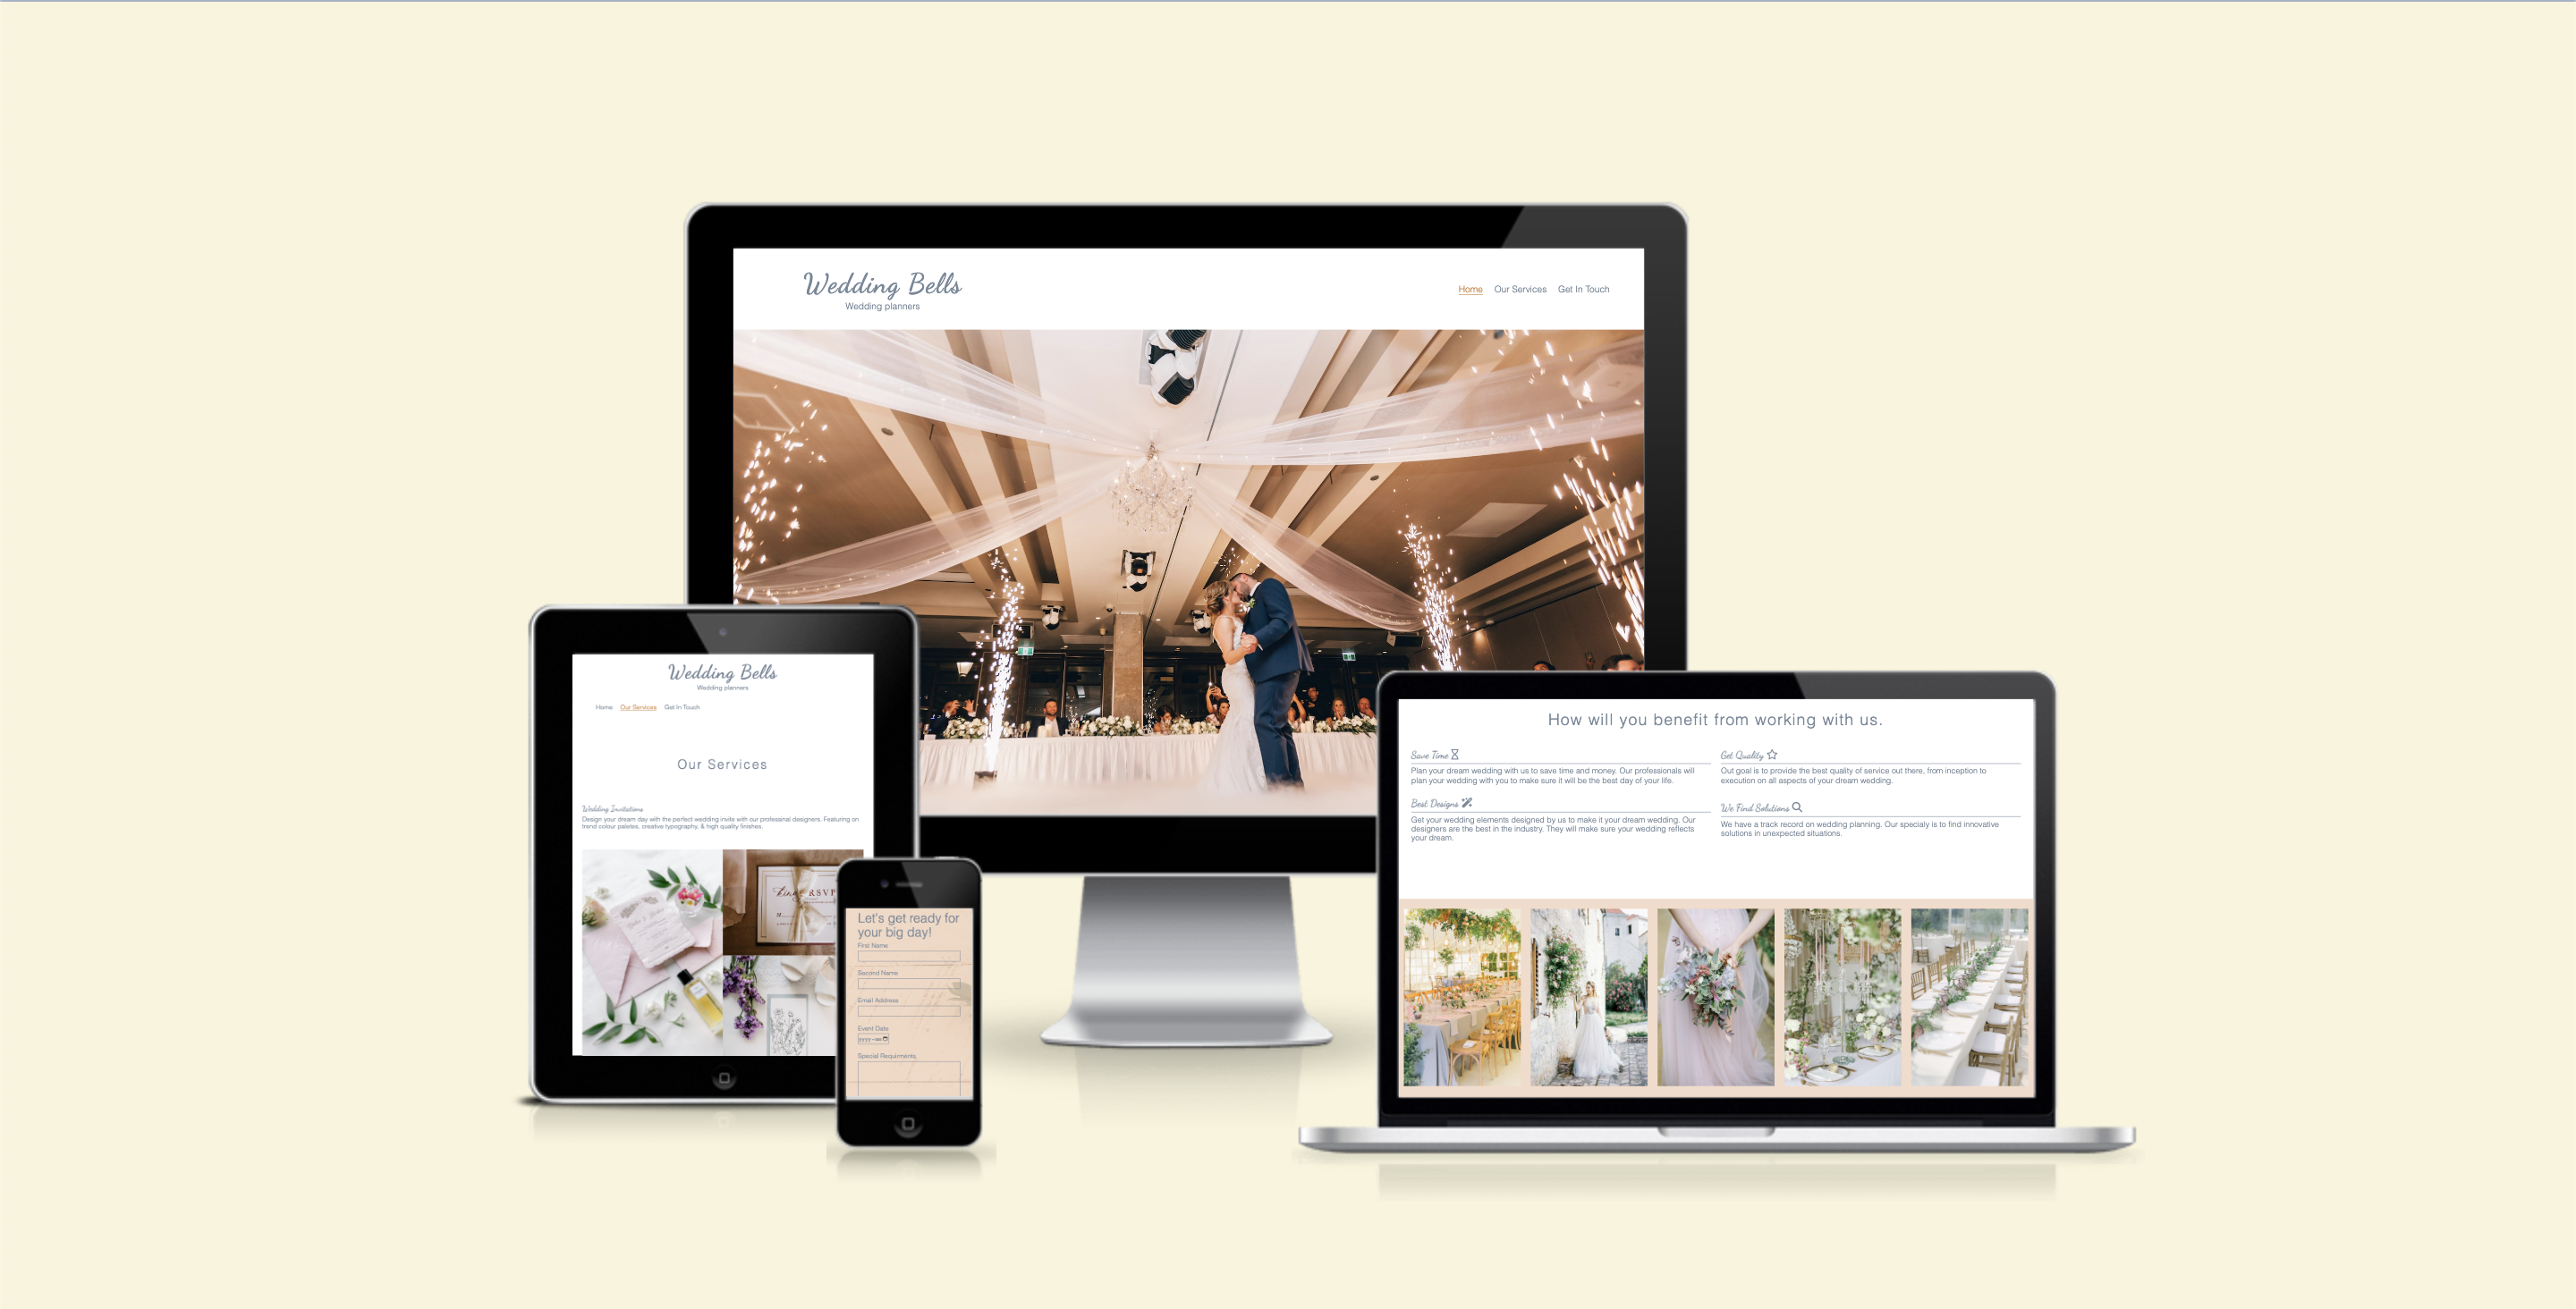 Wedding Bells
Wedding planners
Home Our Services Get In Touch
Wedding Bells
Wedding planners
Home Our Services Get In Touch
Our Services
Wedding Invitations
Design your dream day with the perfect wedding invite with our professinal designers. Featuring on
trend colour paletes, creative typography, & high quality finishes.
RSVP
Let's get ready for
your big day!
First Name
Second Name
Email Address
Event Date
Special Requirments
How will you benefit from working with us.
Save Time
Plan your dream wedding with us to save time and money. Our professionals will
plan your wedding with you to make sure it will be the best day of your life.
Best Designs
Get your wedding elements designed by us to make it your dream wedding. Our
designers are the best in the industry. They will make sure your wedding reflects
your dream.
Get Quality
Out goal is to provide the best quality of service out there, from inception to
execution on all aspects of your dream wedding.
We Find Solutions
We have a track record on wedding planning. Our specialy is to find innovative
solutions in unexpected situations.